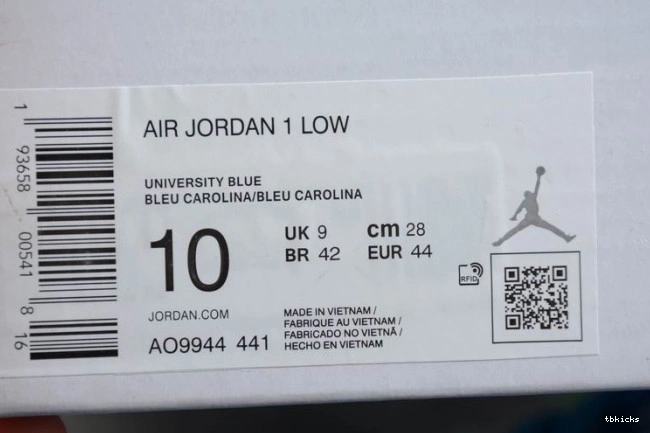 AIR JORDAN 1 LOW
UNIVERSITY BLUE
BLEU CAROLINA/BLEU CAROLINA
10
UK 9 cm 28
BR 42 EUR 44
RFID
JORDAN.COM
AO9944 441
MADE IN VIETNAM /
FABRIQUE AU VIETNAM /
FABRICADO NO VIETNÃ /
HECHO EN VIETNAM
1 93658 00541 8 16
tbkicks